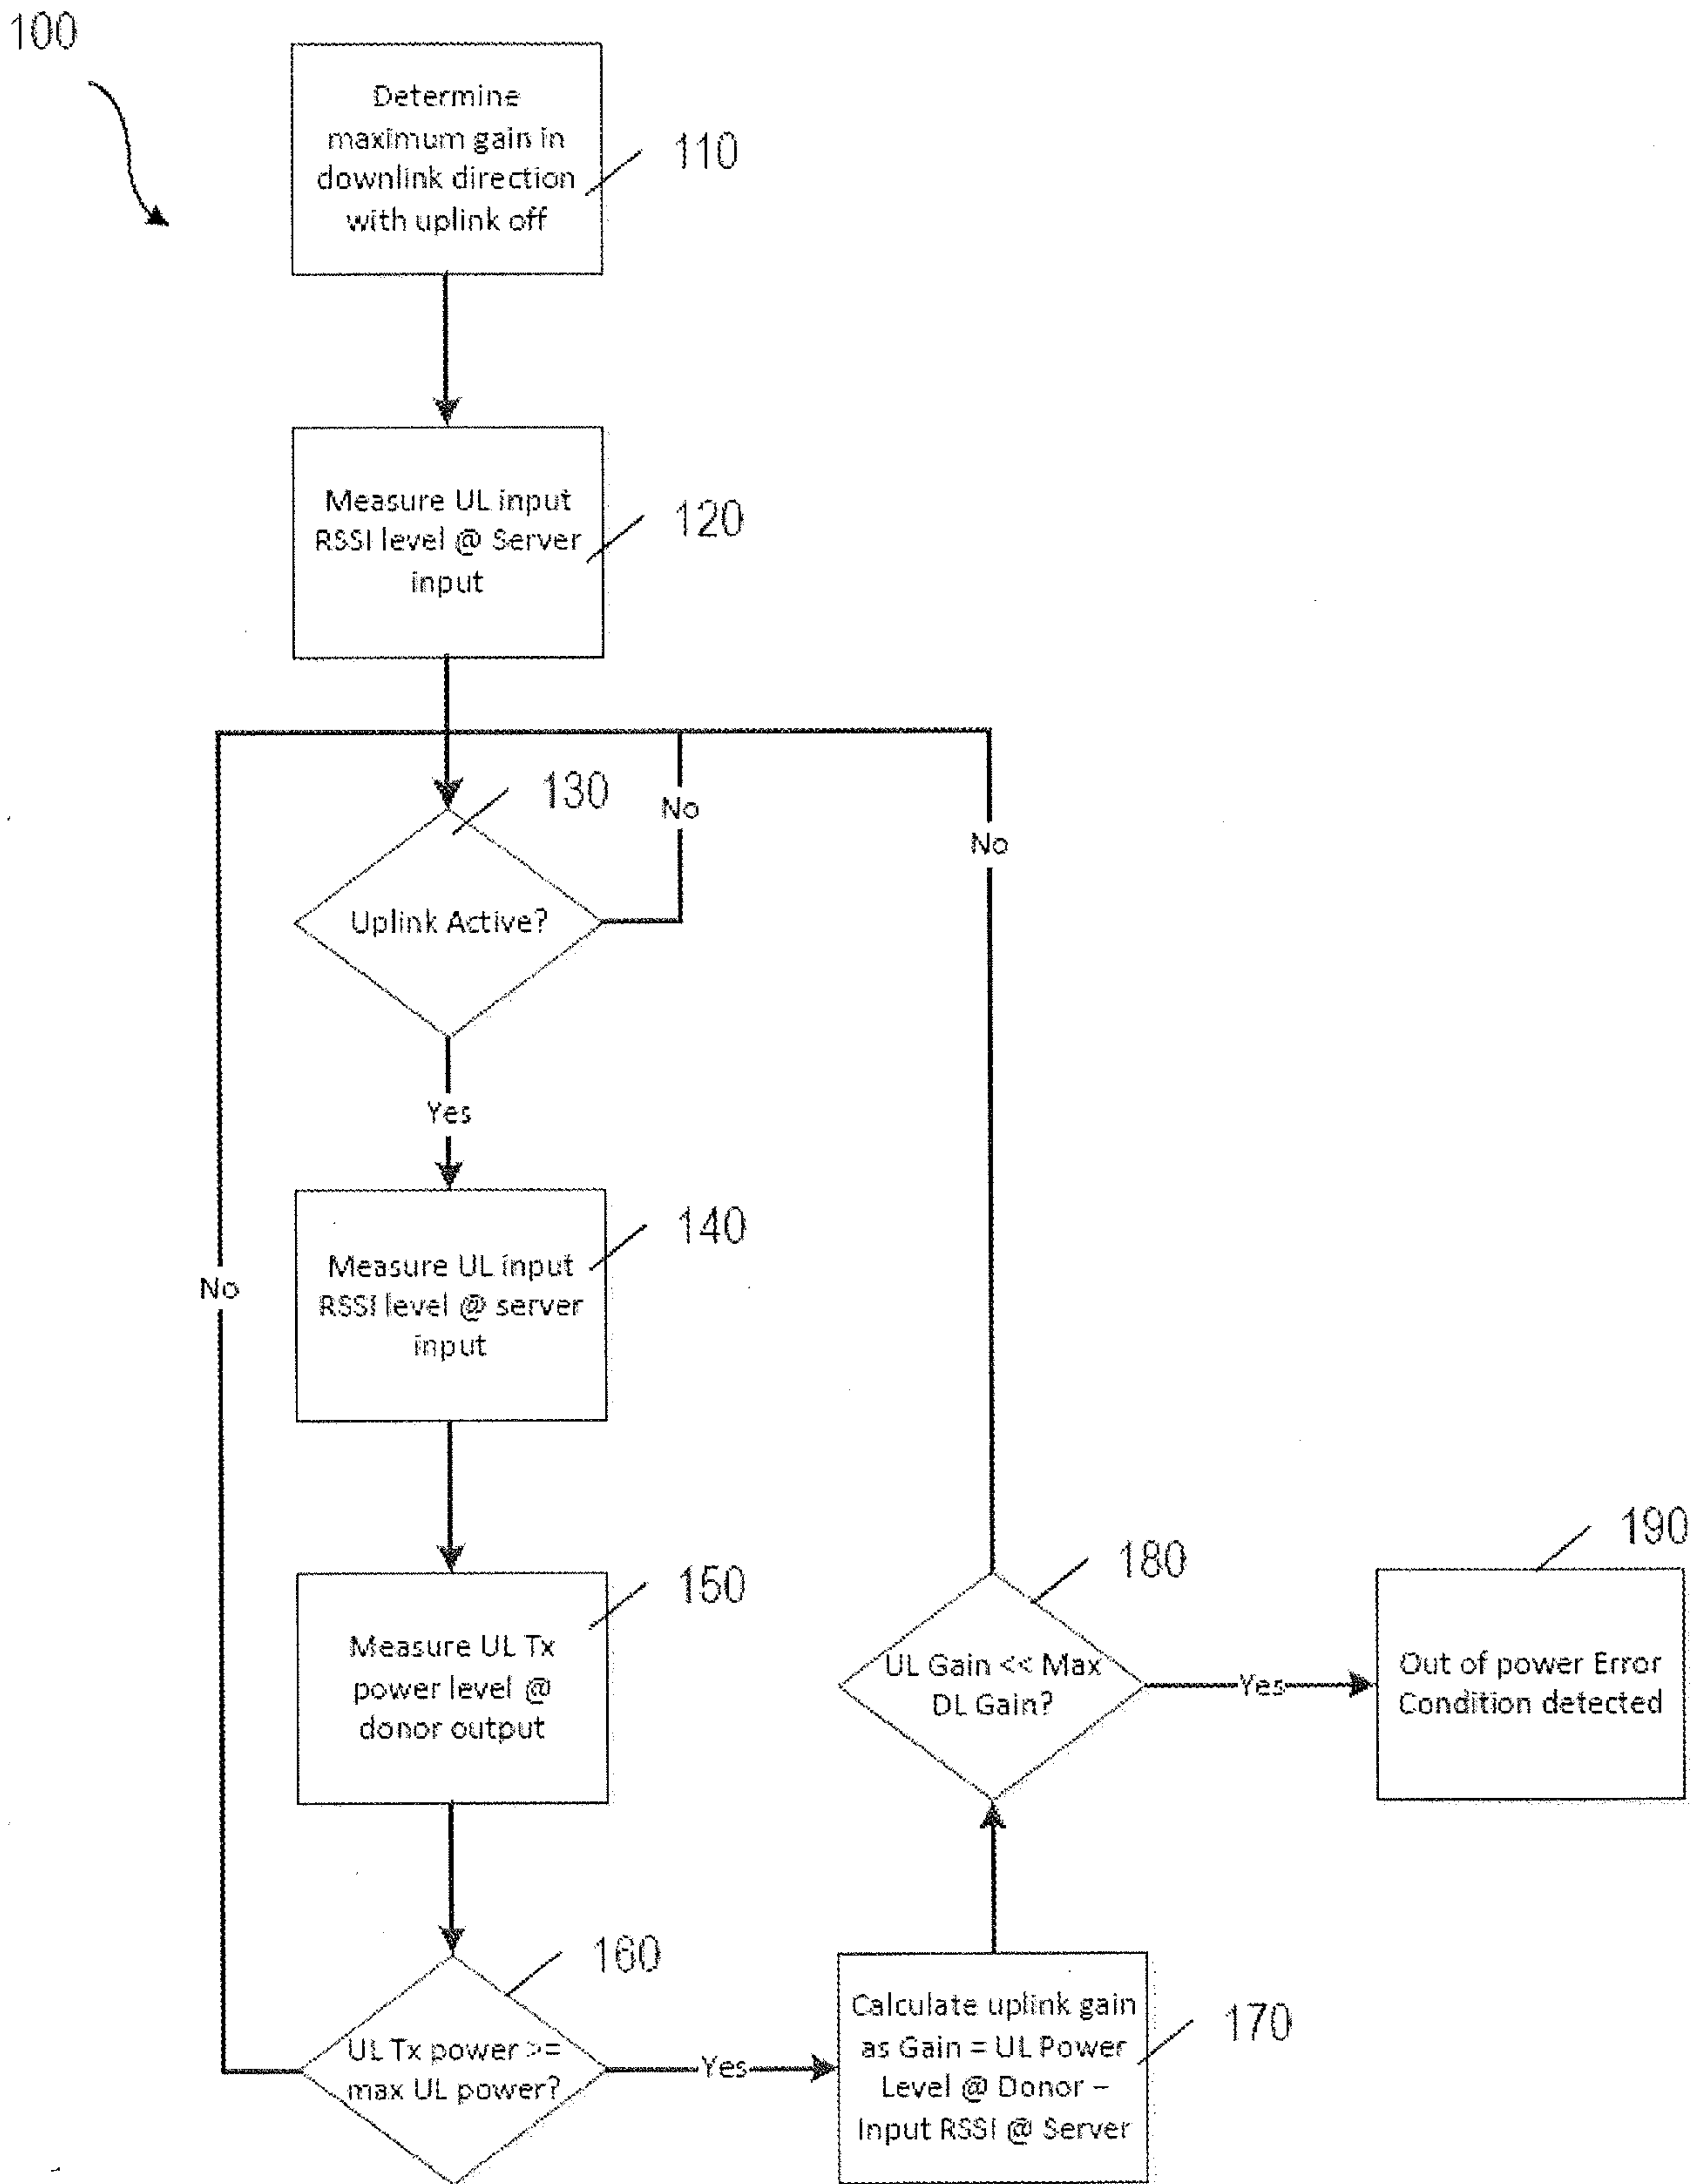 100
Determine
maximum gain in
downlink direction
with uplink off
110
Measure UL input
RSSI level @ Server
input
120
130
No
No
Uplink Active?
Yes
140
Measure UL input
RSSI level @ server
input
No
150
Measure UL Tx
power level @
donor output
180
UL Gain << Max
DL Gain?
Yes
190
Out of power Error
Condition detected
160
UL Tx power >=
max UL power?
Yes
Calculate uplink gain
as Gain = UL Power
Level @ Donor –
Input RSSI @ Server
170